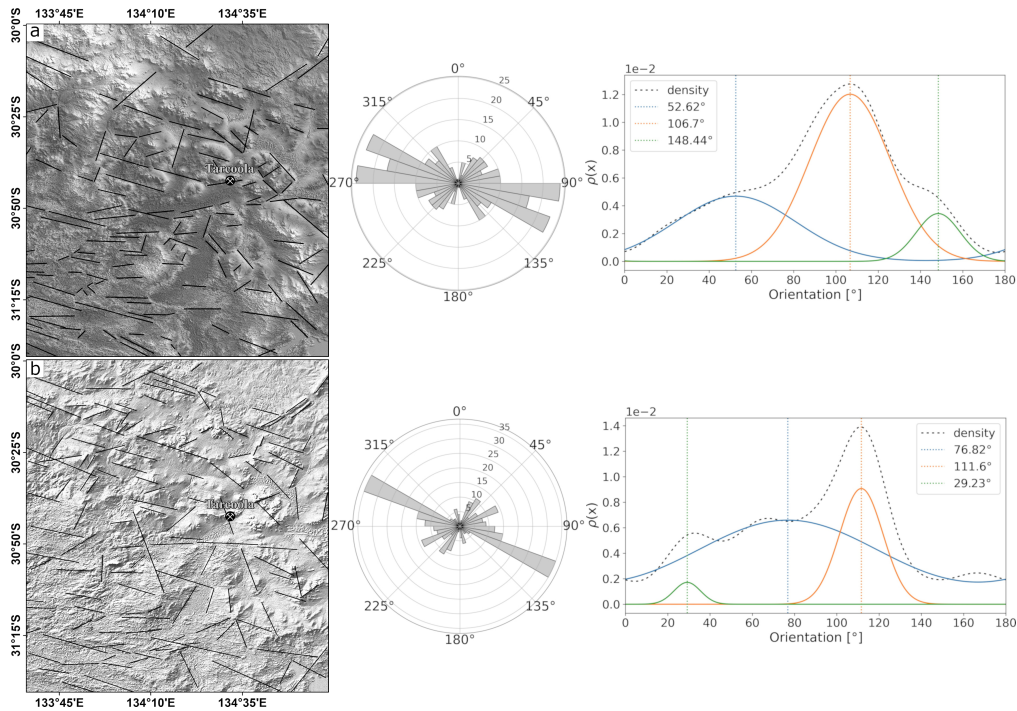 133°45'E 134°10'E 134°35'E
a
30°0'S
30°25'S
30°50'S
31°15'S
Tarcoola
0°
45°
90°
135°
180°
225°
270°
315°
5
10
15
20
25
1e−2
density
52.62°
106.7°
148.44°
ρ(x)
1.2
1.0
0.8
0.6
0.4
0.2
0.0
0 20 40 60 80 100 120 140 160 180
Orientation [°]
b
30°0'S
30°25'S
30°50'S
31°15'S
Tarcoola
133°45'E 134°10'E 134°35'E
0°
45°
90°
135°
180°
225°
270°
315°
5
10
15
20
25
30
35
1e−2
density
76.82°
111.6°
29.23°
ρ(x)
1.4
1.2
1.0
0.8
0.6
0.4
0.2
0.0
0 20 40 60 80 100 120 140 160 180
Orientation [°]